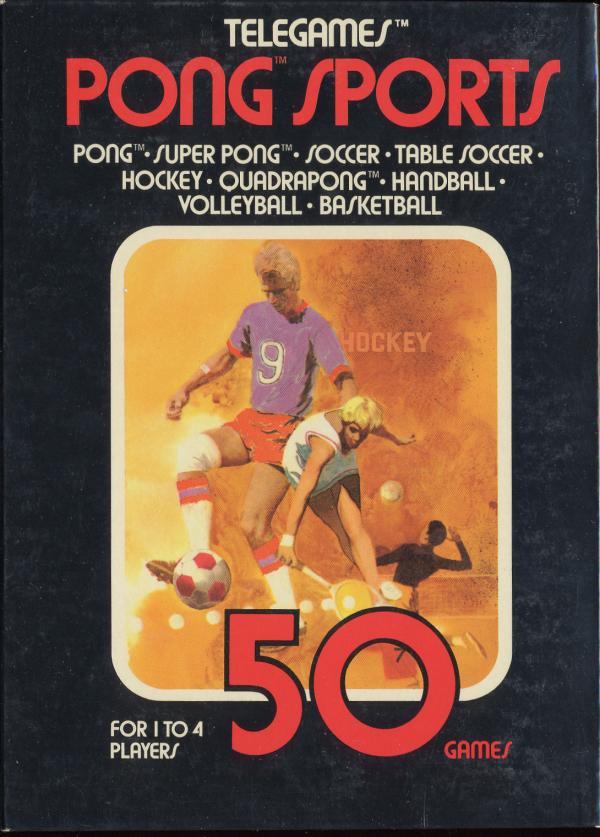 TELEGAMES™
PONG™ SPORTS
PONG™ • SUPER PONG™ • SOCCER • TABLE SOCCER •
HOCKEY • QUADRAPONG™ • HANDBALL •
VOLLEYBALL • BASKETBALL
HOCKEY
9
7
50
FOR 1 TO 4
PLAYERS
GAMES